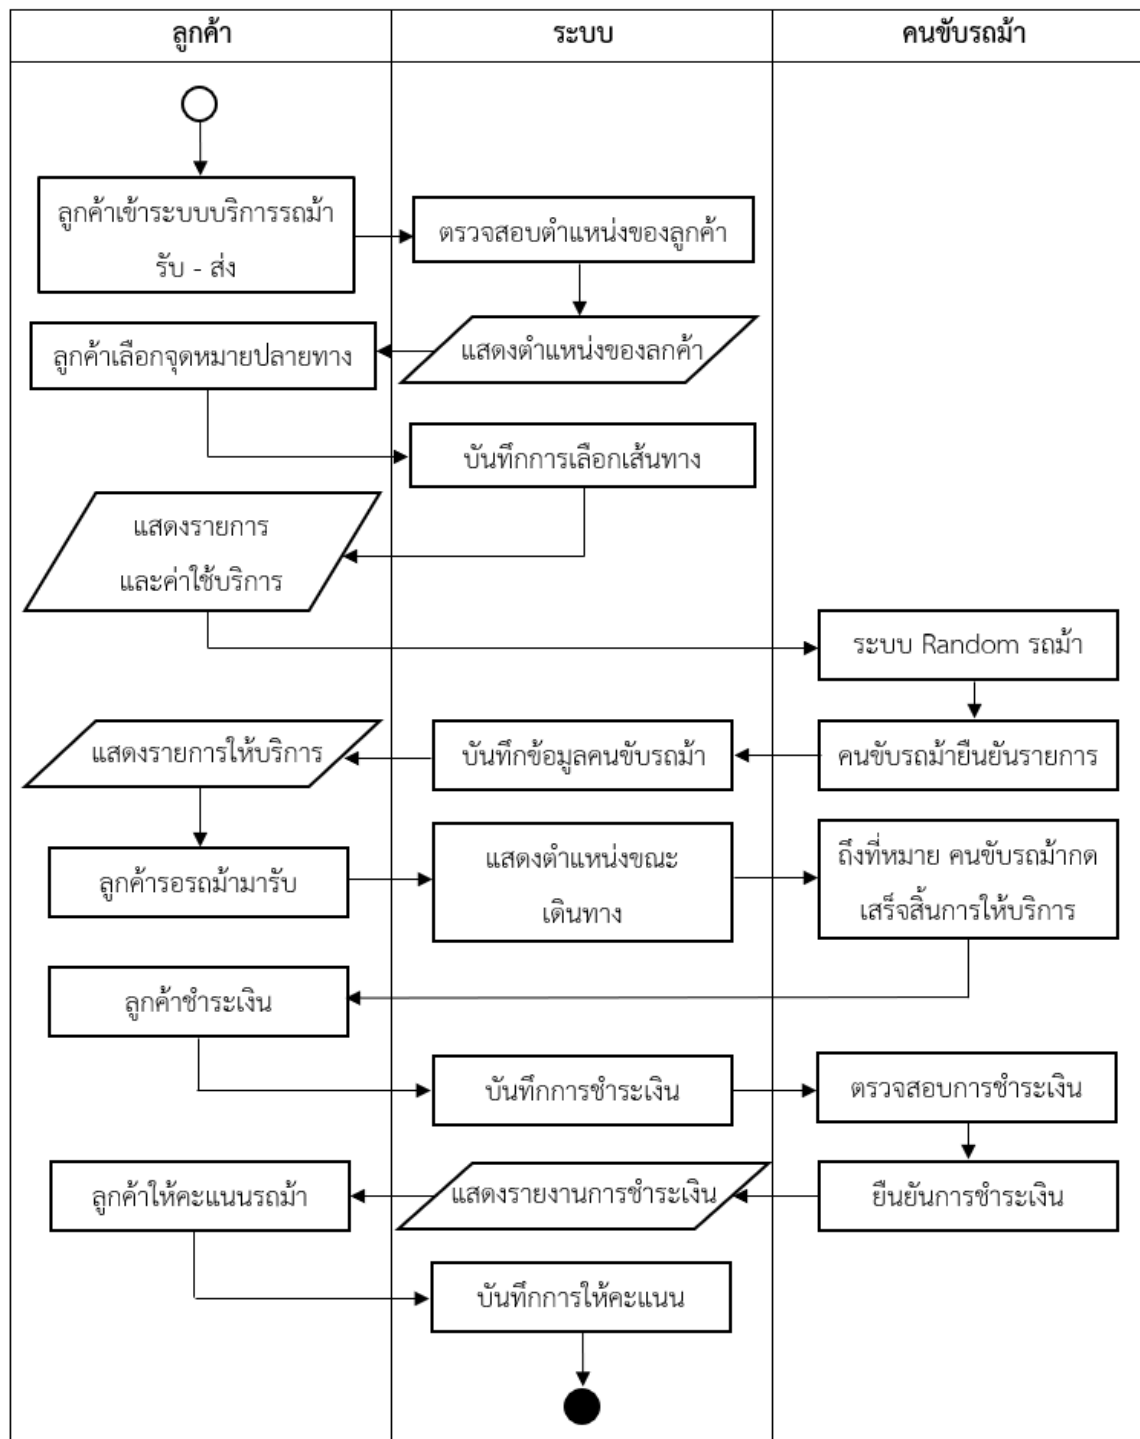 ลูกค้า
ระบบ
คนขับรถม้า
ลูกค้าเข้าระบบบริการรถม้า
รับ - ส่ง
ตรวจสอบตำแหน่งของลูกค้า
แสดงตำแหน่งของลกค้า
ลูกค้าเลือกจุดหมายปลายทาง
บันทึกการเลือกเส้นทาง
แสดงรายการ
และค่าใช้บริการ
ระบบ Random รถม้า
คนขับรถม้ายืนยันรายการ
บันทึกข้อมูลคนขับรถม้า
แสดงรายการให้บริการ
ลูกค้ารอรถม้ามารับ
แสดงตำแหน่งขณะ
เดินทาง
ถึงที่หมาย คนขับรถม้ากด
เสร็จสิ้นการให้บริการ
ลูกค้าชำระเงิน
บันทึกการชำระเงิน
ตรวจสอบการชำระเงิน
ยืนยันการชำระเงิน
แสดงรายงานการชำระเงิน
ลูกค้าให้คะแนนรถม้า
บันทึกการให้คะแนน